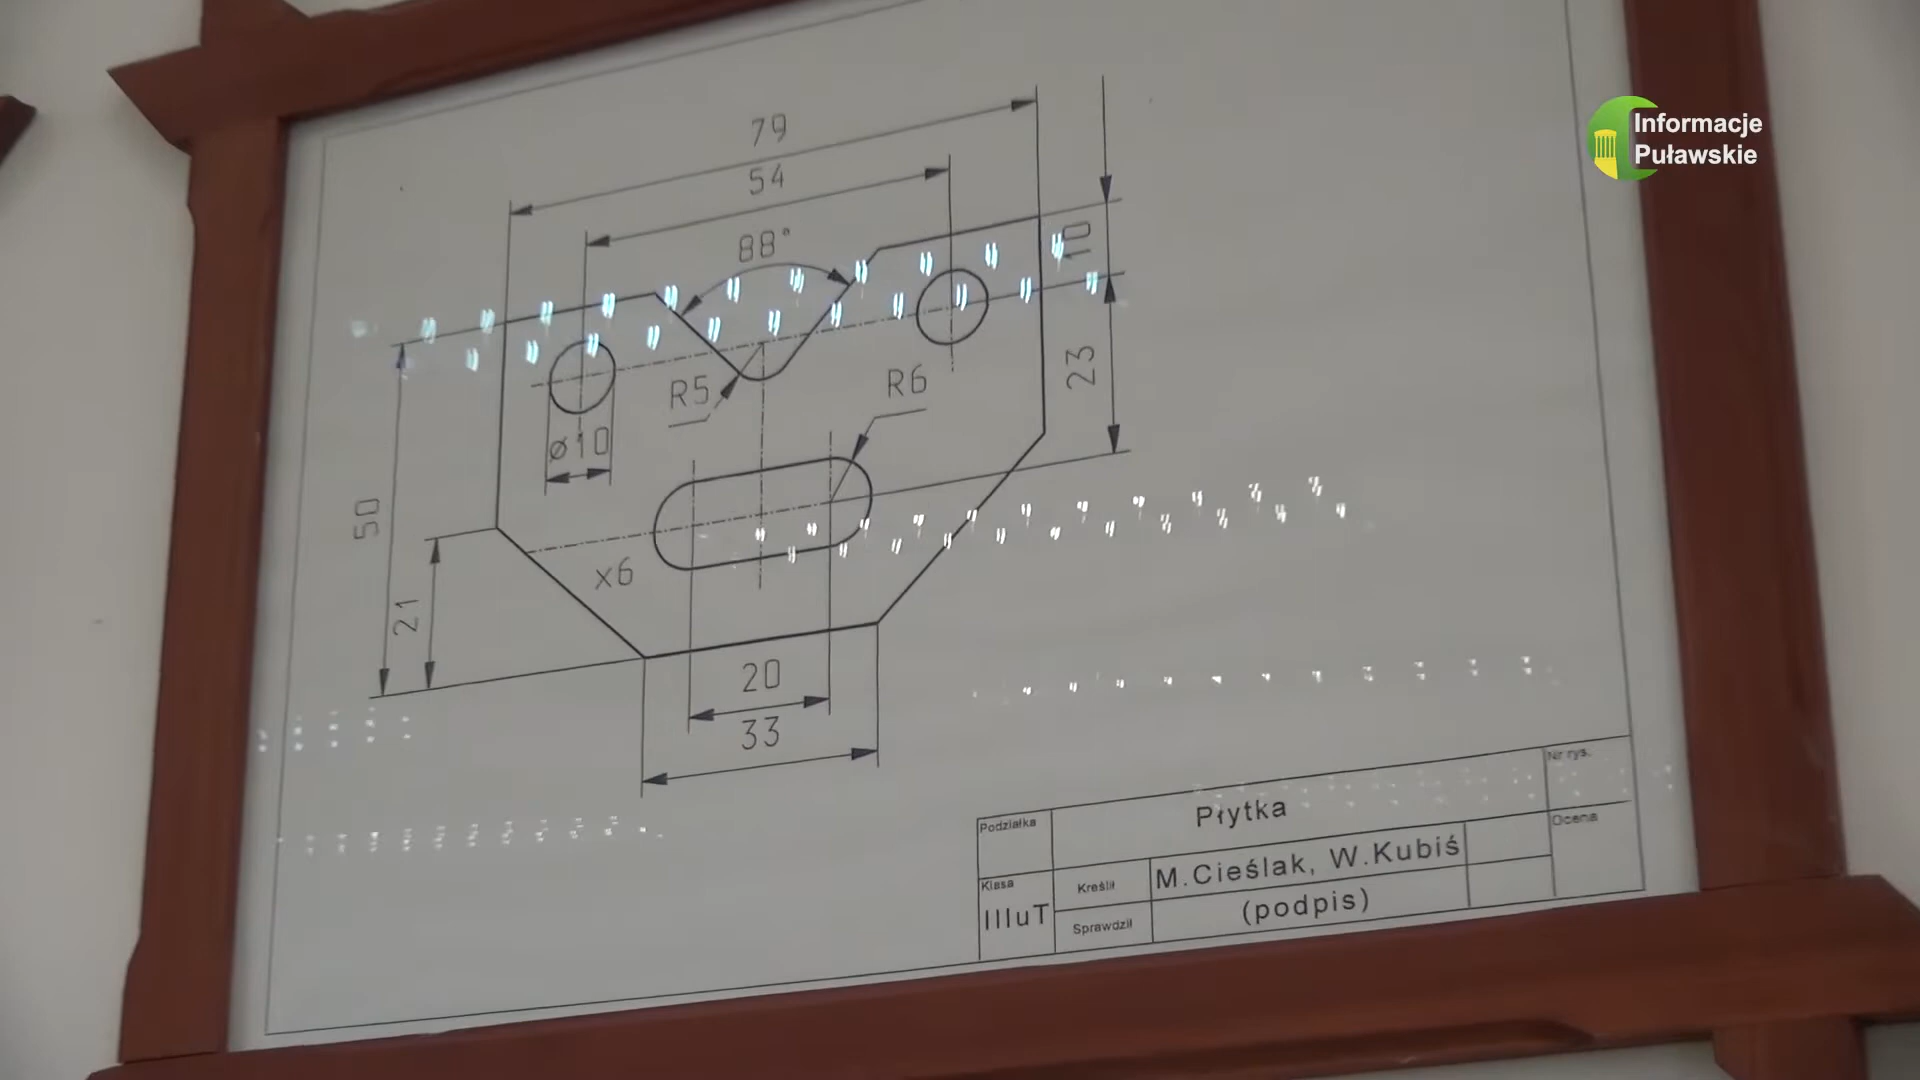 Informacje
Puławskie
79
54
88°
10
R5
R6
23
ø10
50
x6
21
20
33
Nr rys.
Podziałka
Płytka
Ocena
Klasa
Kreślił
M.Cieślak, W.Kubiś
IIIuT
Sprawdził
(podpis)